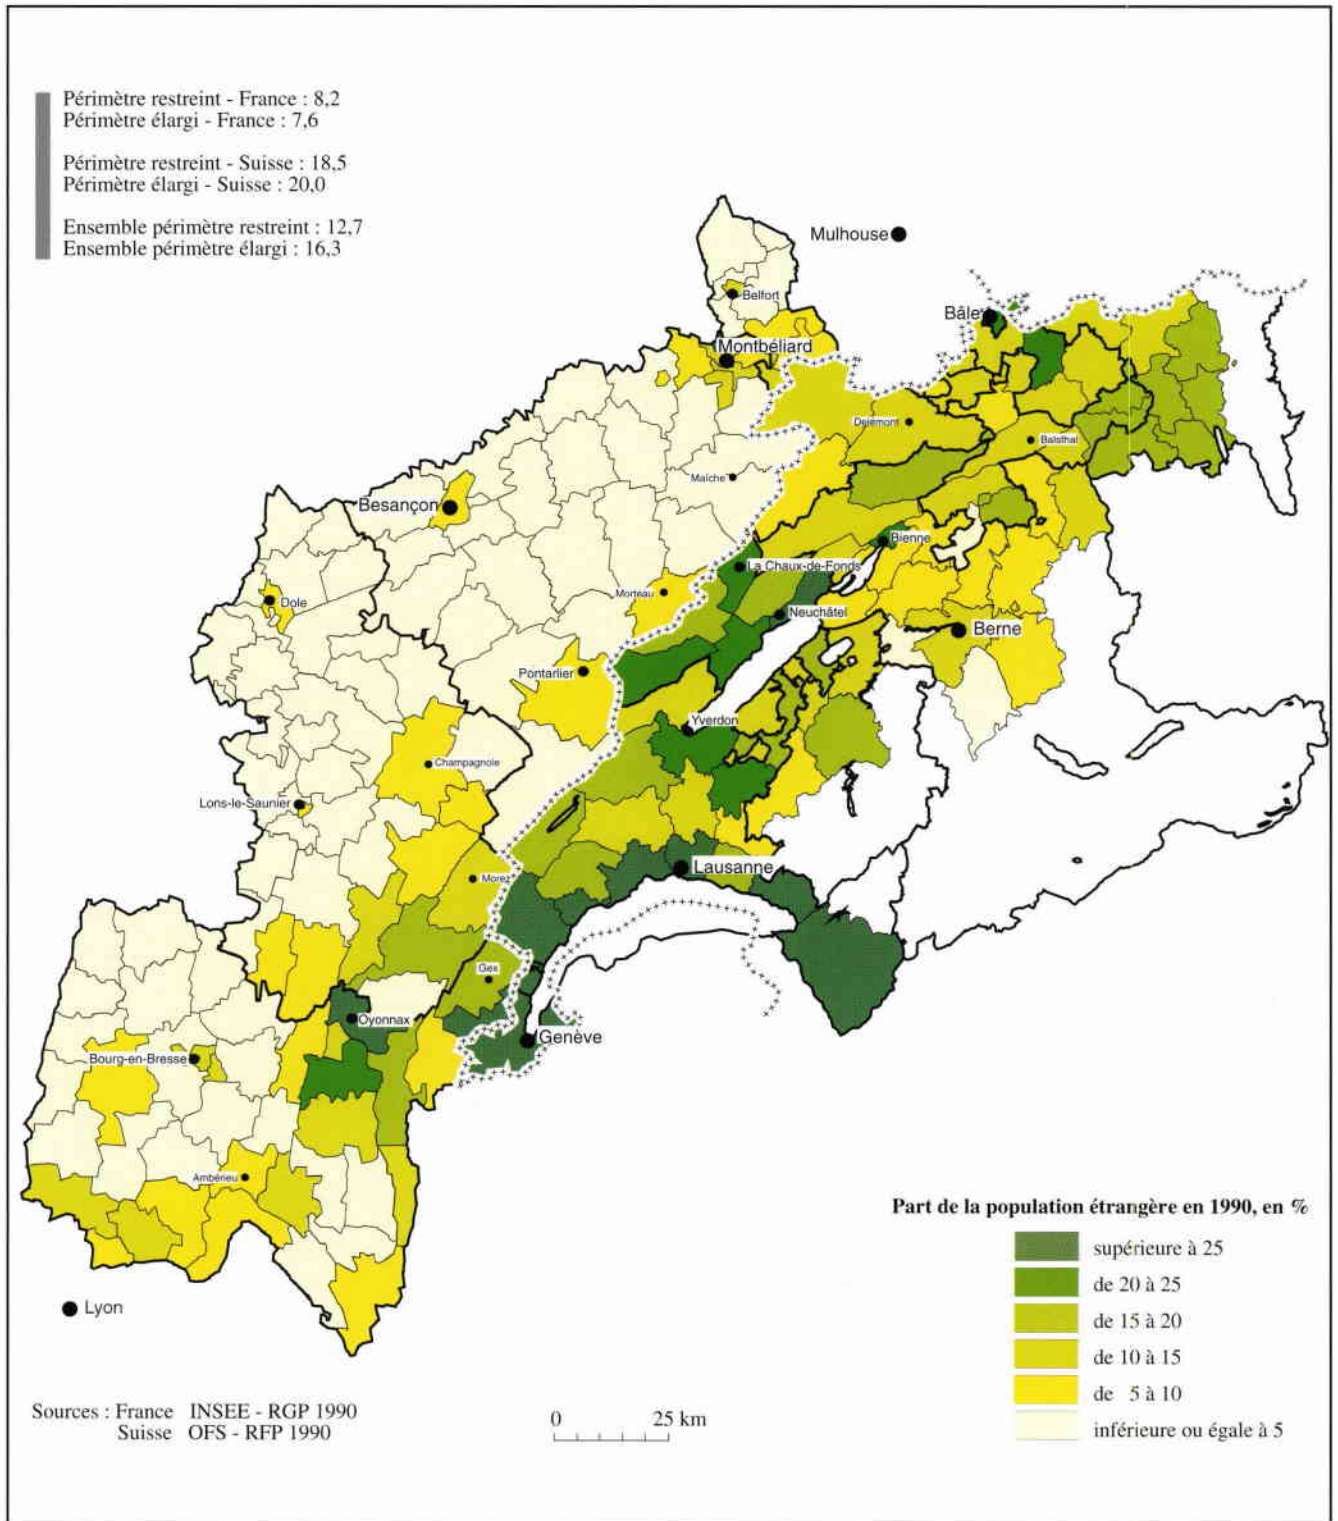 Périmètre restreint - France : 8,2
Périmètre élargi - France : 7,6
Périmètre restreint - Suisse : 18,5
Périmètre élargi - Suisse : 20,0
Ensemble périmètre restreint : 12,7
Ensemble périmètre élargi : 16,3
Mulhouse
Belfort
Bâle
Montbéliard
Delémont
Balsthal
Maîche
Besançon
Bienne
La Chaux-de-Fonds
Morteau
Dole
Neuchâtel
Berne
Pontarlier
Yverdon
Champagnole
Lons-le-Saunier
Lausanne
Morez
Gex
Oyonnax
Genève
Bourg-en-Bresse
Ambérieu
Lyon
Part de la population étrangère en 1990, en %
supérieure à 25
de 20 à 25
de 15 à 20
de 10 à 15
de 5 à 10
inférieure ou égale à 5
Sources : France INSEE - RGP 1990
Suisse OFS - RFP 1990
0 25 km